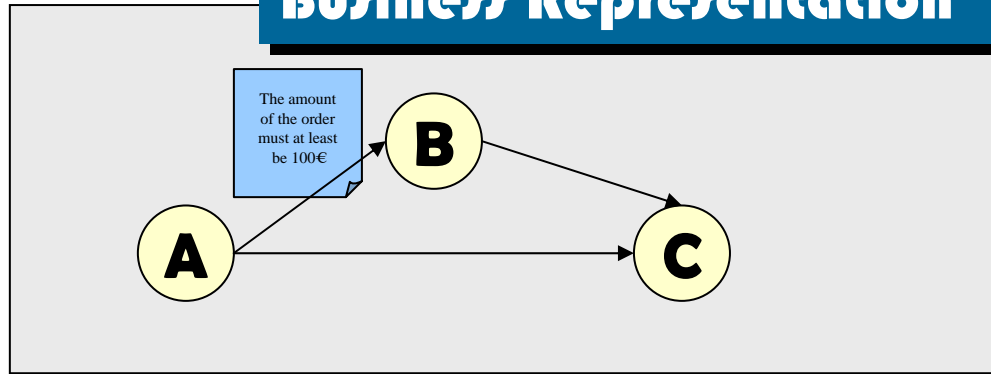 Business Representation
The amount
of the order
must at least
be 100€
B
A
C